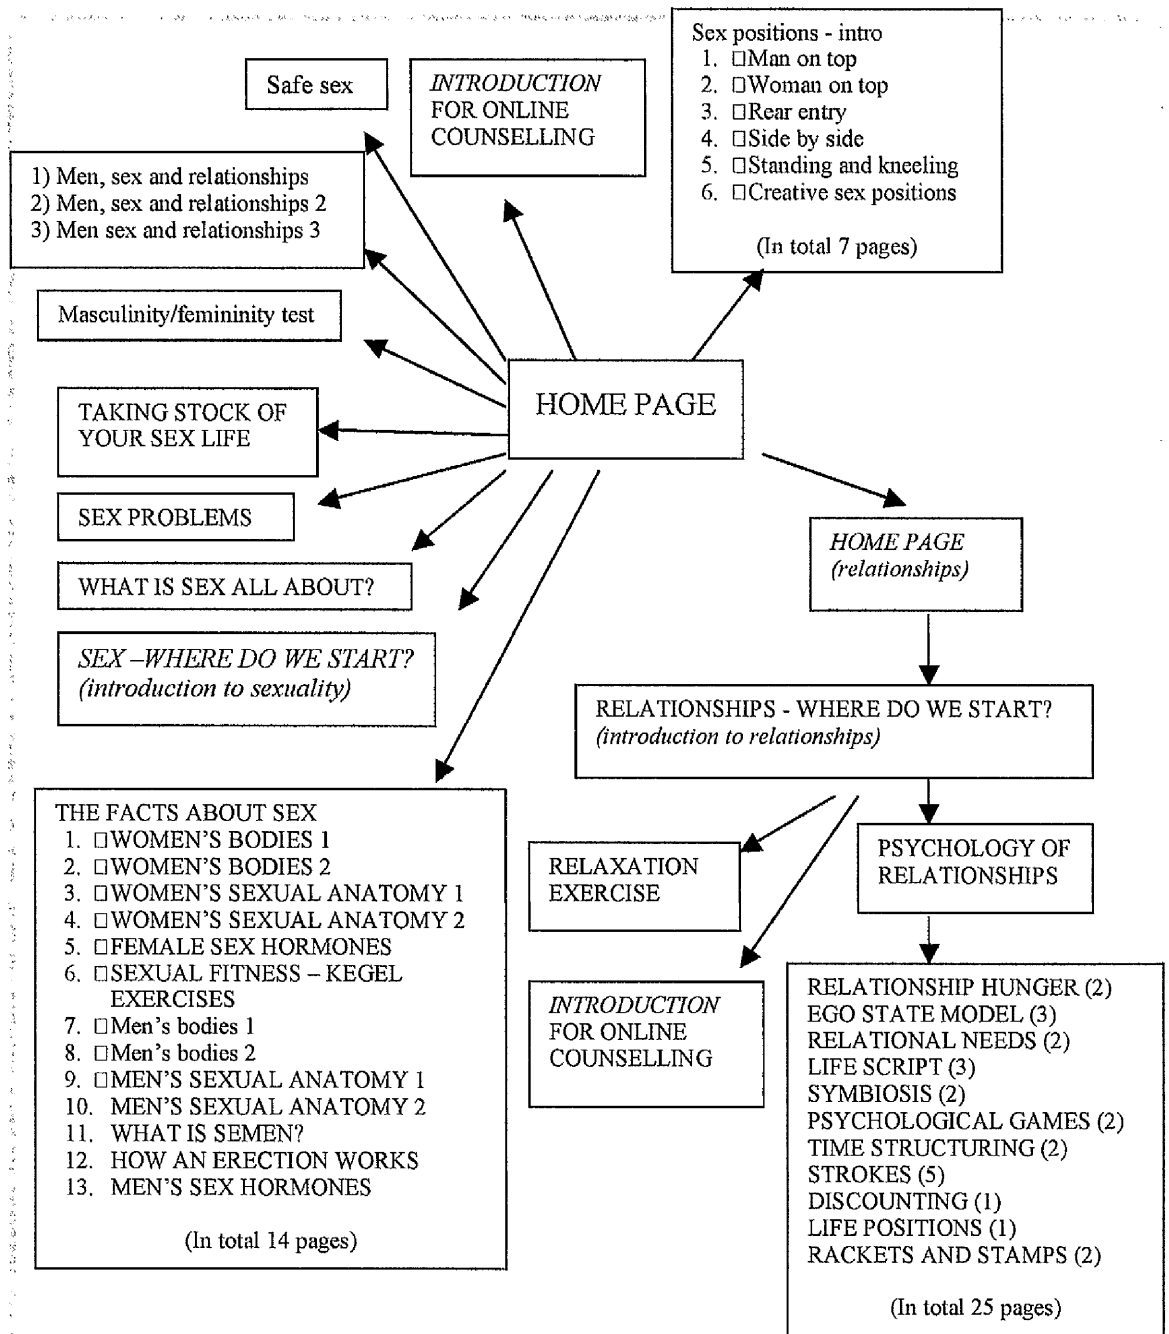 Sex positions - intro
1. □Man on top
2. □Woman on top
3. □Rear entry
4. □Side by side
5. □Standing and kneeling
6. □Creative sex positions
(In total 7 pages)
Safe sex
INTRODUCTION
FOR ONLINE
COUNSELLING
1) Men, sex and relationships
2) Men, sex and relationships 2
3) Men sex and relationships 3
Masculinity/femininity test
HOME PAGE
TAKING STOCK OF
YOUR SEX LIFE
SEX PROBLEMS
WHAT IS SEX ALL ABOUT?
SEX –WHERE DO WE START?
(introduction to sexuality)
HOME PAGE
(relationships)
RELATIONSHIPS - WHERE DO WE START?
(introduction to relationships)
THE FACTS ABOUT SEX
1. □WOMEN'S BODIES 1
2. □WOMEN'S BODIES 2
3. □WOMEN'S SEXUAL ANATOMY 1
4. □WOMEN'S SEXUAL ANATOMY 2
5. □FEMALE SEX HORMONES
6. □SEXUAL FITNESS – KEGEL
EXERCISES
7. □Men's bodies 1
8. □Men's bodies 2
9. □MEN'S SEXUAL ANATOMY 1
10. MEN'S SEXUAL ANATOMY 2
11. WHAT IS SEMEN?
12. HOW AN ERECTION WORKS
13. MEN'S SEX HORMONES
(In total 14 pages)
RELAXATION
EXERCISE
PSYCHOLOGY OF
RELATIONSHIPS
INTRODUCTION
FOR ONLINE
COUNSELLING
RELATIONSHIP HUNGER (2)
EGO STATE MODEL (3)
RELATIONAL NEEDS (2)
LIFE SCRIPT (3)
SYMBIOSIS (2)
PSYCHOLOGICAL GAMES (2)
TIME STRUCTURING (2)
STROKES (5)
DISCOUNTING (1)
LIFE POSITIONS (1)
RACKETS AND STAMPS (2)
(In total 25 pages)